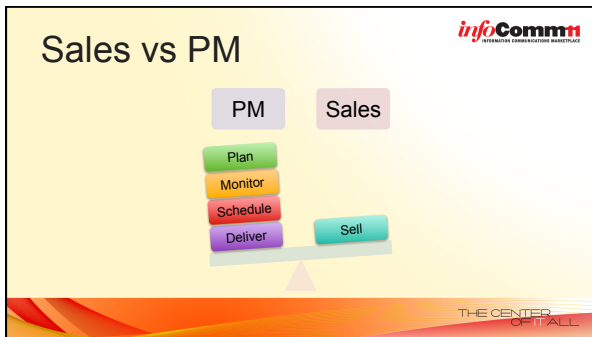 Sales vs PM
infoComm11
INFORMATION COMMUNICATIONS MARKETPLACE
PM
Sales
Plan
Monitor
Schedule
Deliver
Sell
THE CENTER
OF IT ALL